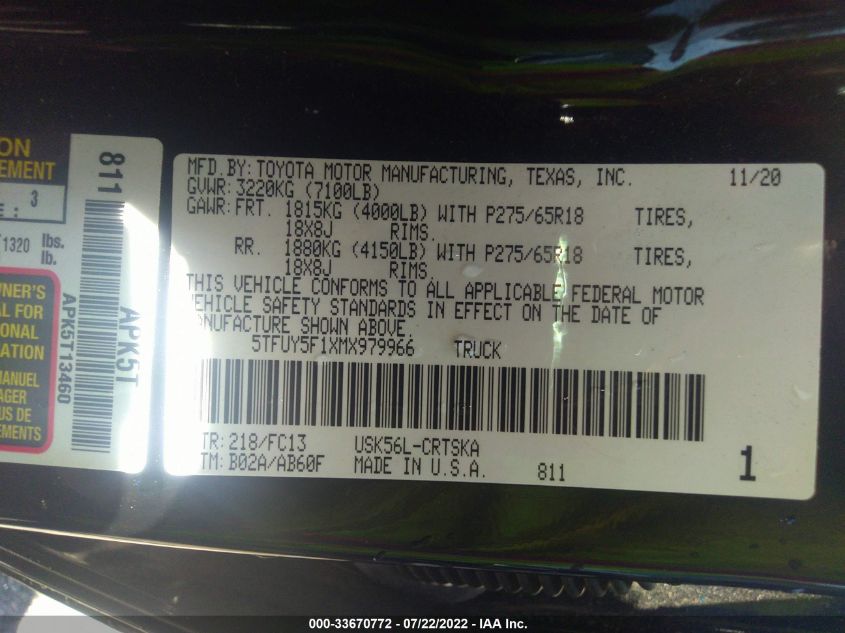 ON
EMENT
3
E :
1320 lbs.
lb.
WNER'S
AL FOR
IONAL
ATION
MANUEL
AGER
US DE
EMENTS
811
APK5T
APK5T13460
MFD.BY: TOYOTA MOTOR MANUFACTURING, TEXAS, INC. 11/20
GVWR: 3220KG (7100LB)
GAWR: FRT. 1815KG (4000LB) WITH P275/65R18 TIRES,
18X8J RIMS.
RR. 1880KG (4150LB) WITH P275/65R18 TIRES,
18X8J RIMS.
THIS VEHICLE CONFORMS TO ALL APPLICABLE FEDERAL MOTOR
VEHICLE SAFETY STANDARDS IN EFFECT ON THE DATE OF
MANUFACTURE SHOWN ABOVE.
5TFUY5F1XMX979966 TRUCK
TR: 218/FC13 USK56L-CRTSKA
TM: B02A/AB60F MADE IN U.S.A. 811 1
000-33670772 - 07/22/2022 - IAA Inc.